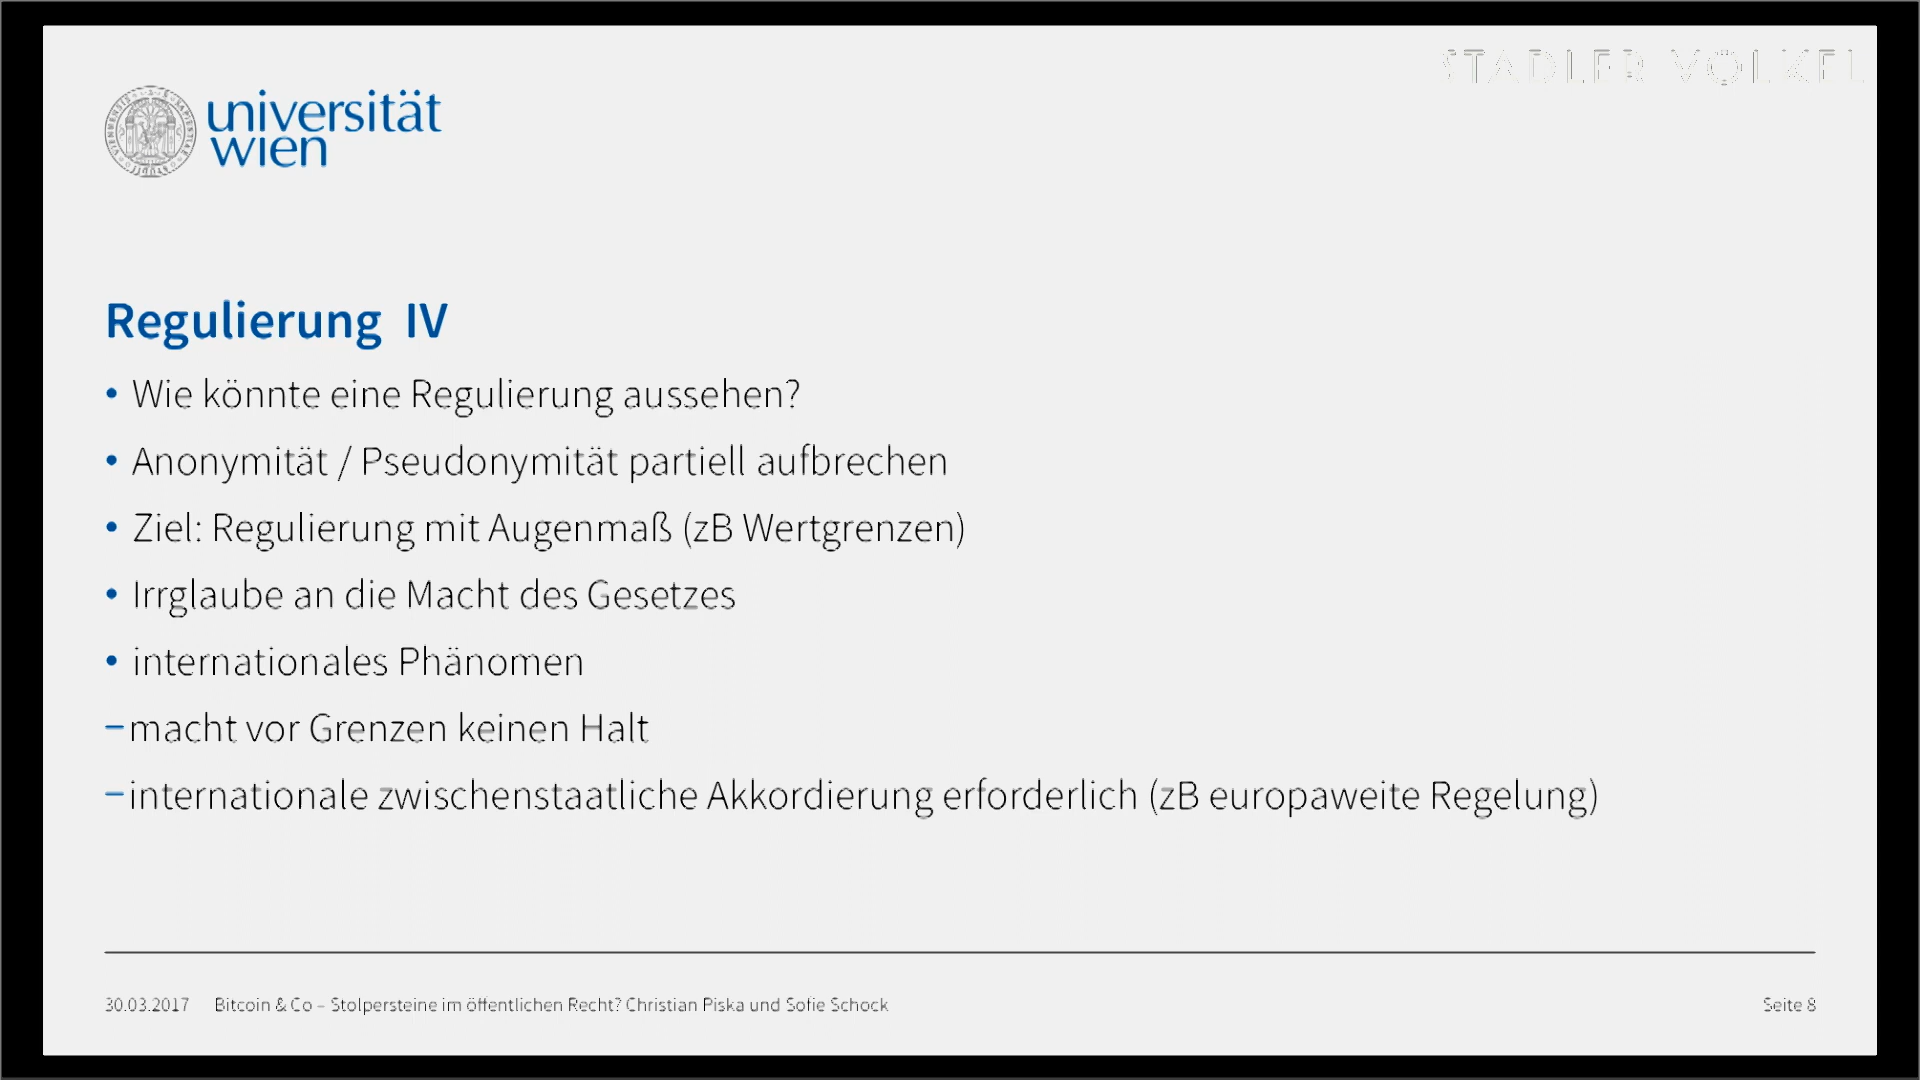 STADLER VÖLKEL
universität
wien
Regulierung IV
• Wie könnte eine Regulierung aussehen?
• Anonymität / Pseudonymität partiell aufbrechen
• Ziel: Regulierung mit Augenmaß (zB Wertgrenzen)
• Irrglaube an die Macht des Gesetzes
• internationales Phänomen
– macht vor Grenzen keinen Halt
– internationale zwischenstaatliche Akkordierung erforderlich (zB europaweite Regelung)
30.03.2017 Bitcoin & Co – Stolpersteine im öffentlichen Recht? Christian Piska und Sofie Schock Seite 8